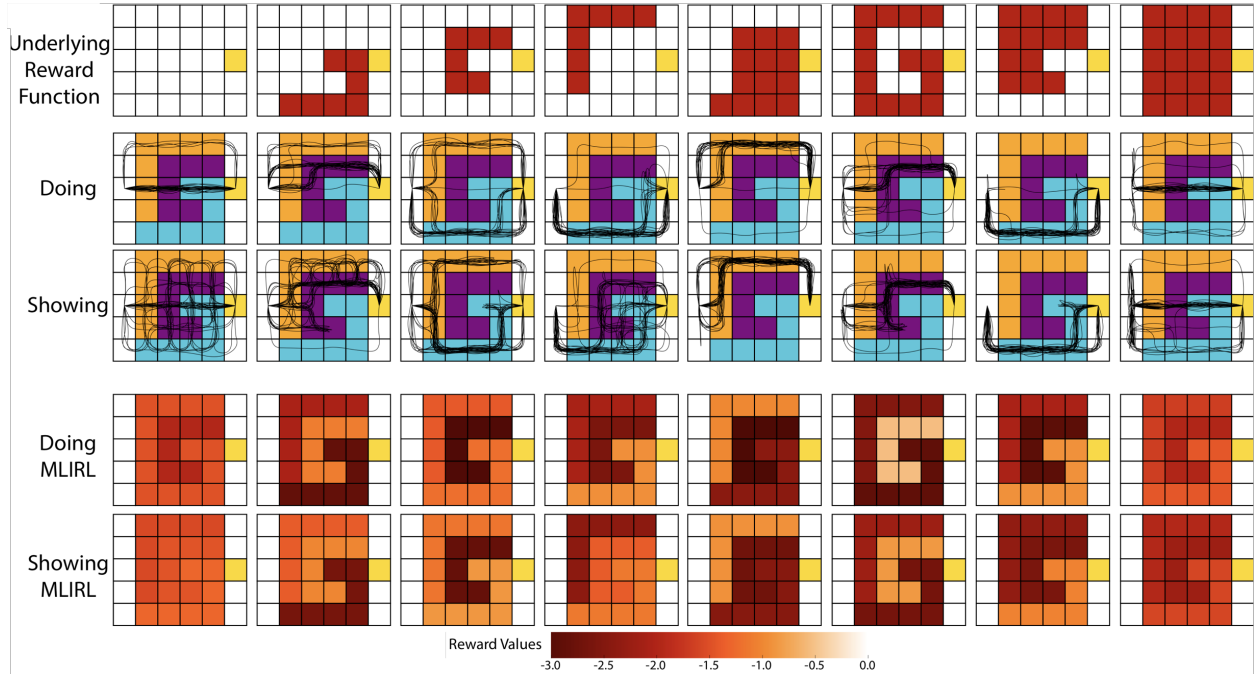 Underlying
Reward
Function
Doing
Showing
Doing
MLIRL
Showing
MLIRL
Reward Values
-3.0 -2.5 -2.0 -1.5 -1.0 -0.5 0.0